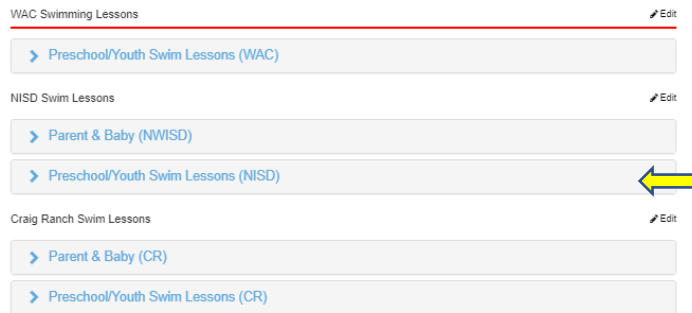 WAC Swimming Lessons Edit
Preschool/Youth Swim Lessons (WAC)
NISD Swim Lessons Edit
Parent & Baby (NWISD)
Preschool/Youth Swim Lessons (NISD)
Craig Ranch Swim Lessons Edit
Parent & Baby (CR)
Preschool/Youth Swim Lessons (CR)